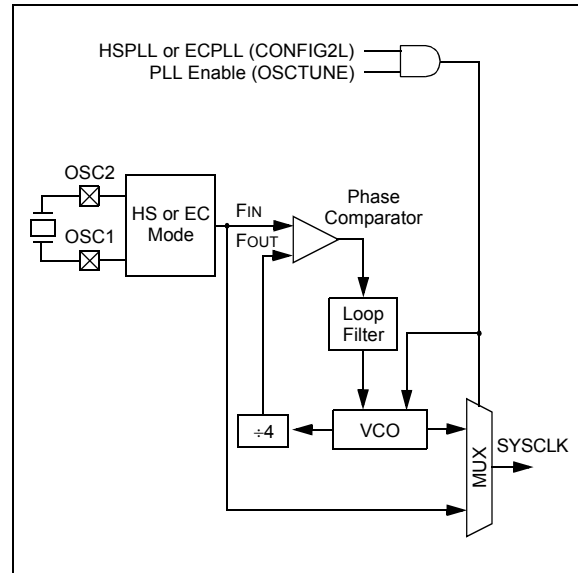 HSPLL or ECPLL (CONFIG2L)
PLL Enable (OSCTUNE)
OSC2
OSC1
HS or EC
Mode
FIN
FOUT
Phase
Comparator
Loop
Filter
÷4
VCO
MUX
SYSCLK